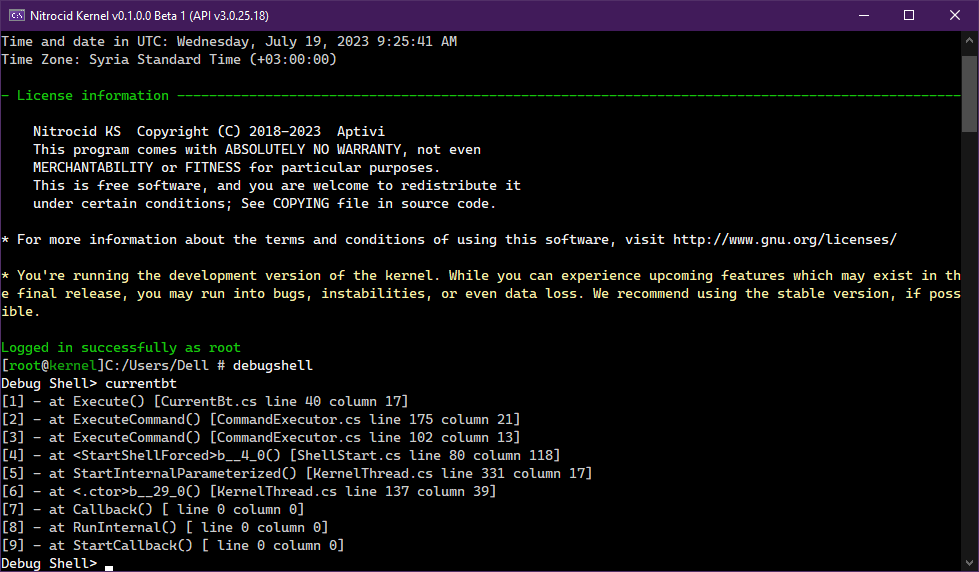 Nitrocid Kernel v0.1.0.0 Beta 1 (API v3.0.25.18)
Time and date in UTC: Wednesday, July 19, 2023 9:25:41 AM
Time Zone: Syria Standard Time (+03:00:00)
- License information ---------------------------------------------------------------------------------------------------
Nitrocid KS  Copyright (C) 2018-2023  Aptivi
This program comes with ABSOLUTELY NO WARRANTY, not even
MERCHANTABILITY or FITNESS for particular purposes.
This is free software, and you are welcome to redistribute it
under certain conditions; See COPYING file in source code.
* For more information about the terms and conditions of using this software, visit http://www.gnu.org/licenses/
* You're running the development version of the kernel. While you can experience upcoming features which may exist in th
e final release, you may run into bugs, instabilities, or even data loss. We recommend using the stable version, if poss
ible.
Logged in successfully as root
[root@kernel]C:/Users/Dell # debugshell
Debug Shell> currentbt
[1] - at Execute() [CurrentBt.cs line 40 column 17]
[2] - at ExecuteCommand() [CommandExecutor.cs line 175 column 21]
[3] - at ExecuteCommand() [CommandExecutor.cs line 102 column 13]
[4] - at <StartShellForced>b__4_0() [ShellStart.cs line 80 column 118]
[5] - at StartInternalParameterized() [KernelThread.cs line 331 column 17]
[6] - at <.ctor>b__29_0() [KernelThread.cs line 137 column 39]
[7] - at Callback() [ line 0 column 0]
[8] - at RunInternal() [ line 0 column 0]
[9] - at StartCallback() [ line 0 column 0]
Debug Shell>